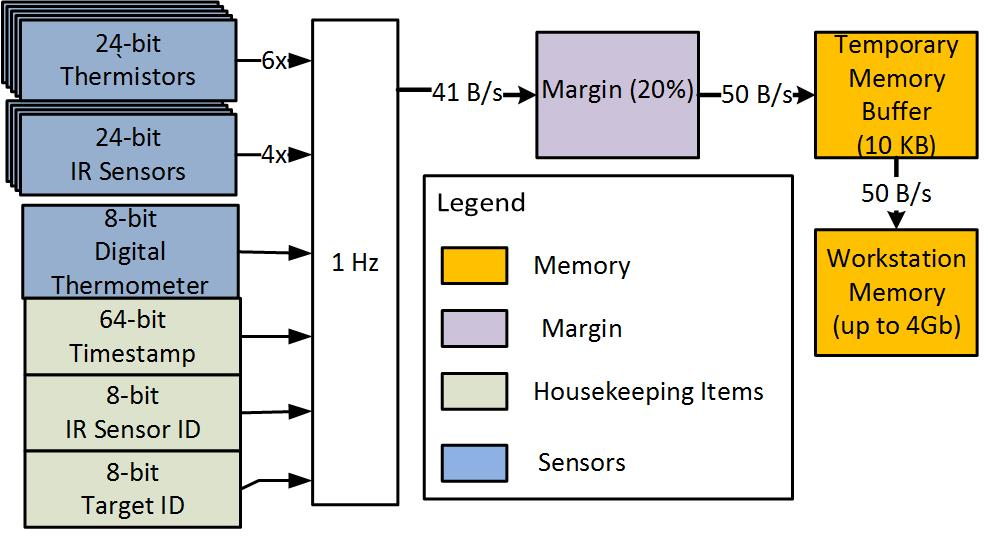 24-bit
Thermistors
6x
24-bit
IR Sensors
4x
8-bit
Digital
Thermometer
64-bit
Timestamp
8-bit
IR Sensor ID
8-bit
Target ID
1 Hz
41 B/s
Margin (20%)
50 B/s
Temporary
Memory
Buffer
(10 KB)
50 B/s
Workstation
Memory
(up to 4Gb)
Legend
Memory
Margin
Housekeeping Items
Sensors